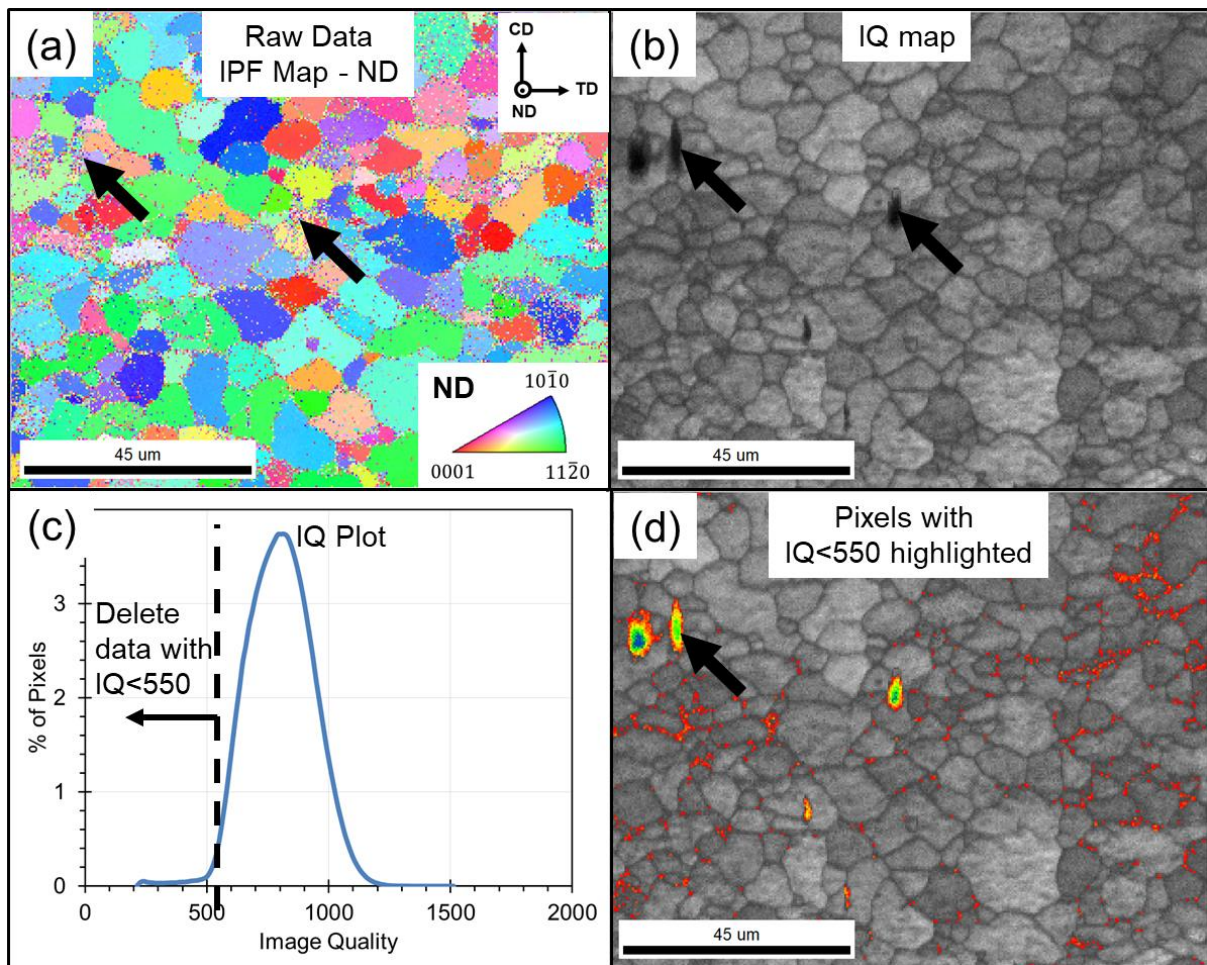 (a)
Raw Data
IPF Map - ND
CD
TD
ND
ND
101̅0
0001
112̅0
45 um
(b)
IQ map
45 um
(c)
IQ Plot
Delete
data with
IQ<550
% of Pixels
3
2
1
0
0
500
1000
1500
2000
Image Quality
(d)
Pixels with
IQ<550 highlighted
45 um